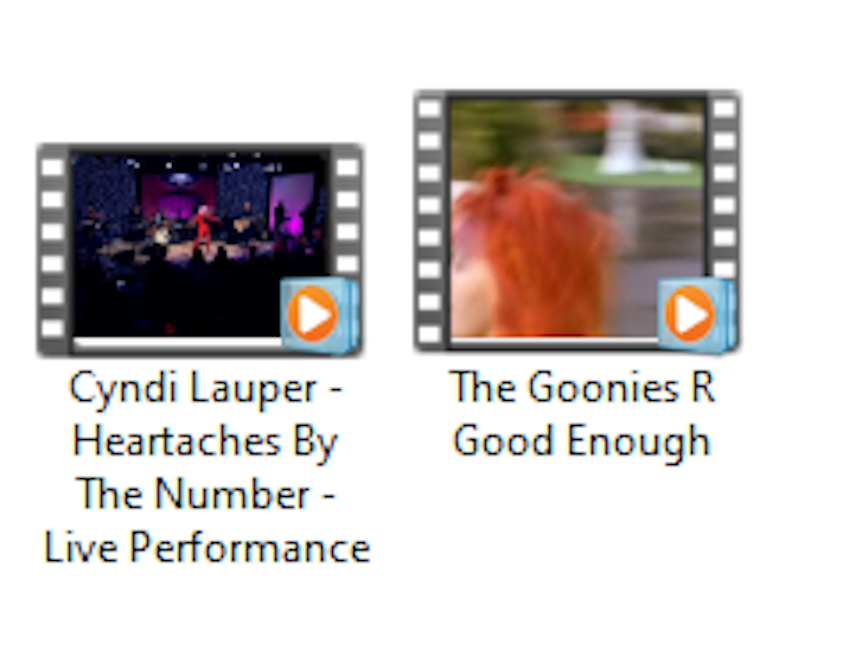 Cyndi Lauper -
Heartaches By
The Number -
Live Performance
The Goonies R
Good Enough